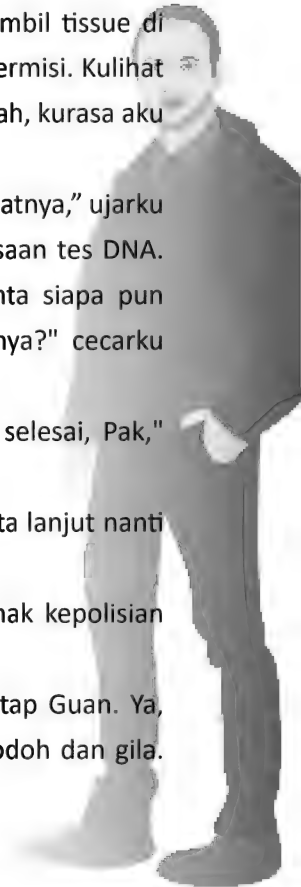 mbil tissue di
ermisi. Kulihat
ah, kurasa aku
atnya,” ujarku
saan tes DNA.
nta siapa pun
nya?" cecarku
selesai, Pak,"
ta lanjut nanti
nak kepolisian
tap Guan. Ya,
odoh dan gila.